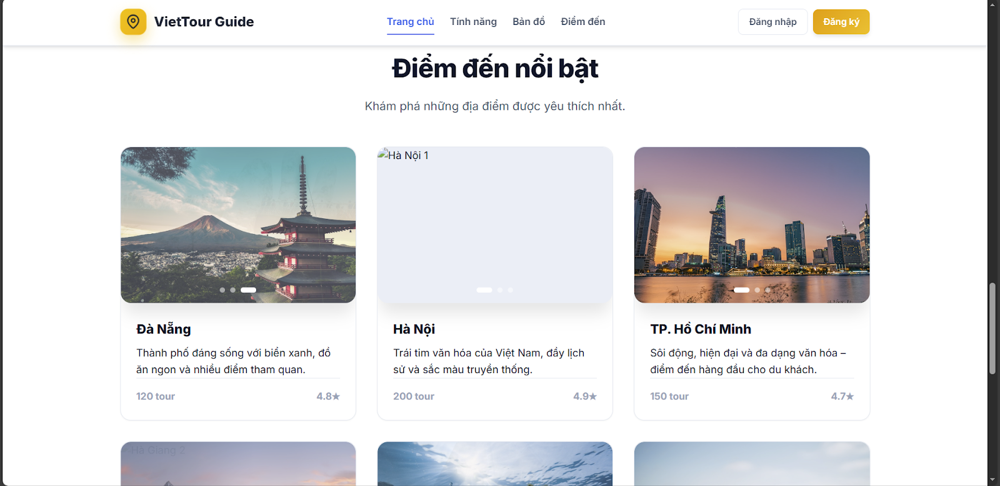 VietTour Guide
Trang chủ
Tính năng
Bản đồ
Điểm đến
Đăng nhập
Đăng ký
Điểm đến nổi bật
Khám phá những địa điểm được yêu thích nhất.
Hà Nội 1
Đà Nẵng
Thành phố đáng sống với biển xanh, đồ
ăn ngon và nhiều điểm tham quan.
120 tour
4.8★
Hà Nội
Trái tim văn hóa của Việt Nam, đầy lịch
sử và sắc màu truyền thống.
200 tour
4.9★
TP. Hồ Chí Minh
Sôi động, hiện đại và đa dạng văn hóa –
điểm đến hàng đầu cho du khách.
150 tour
4.7★
Hà Giang 2